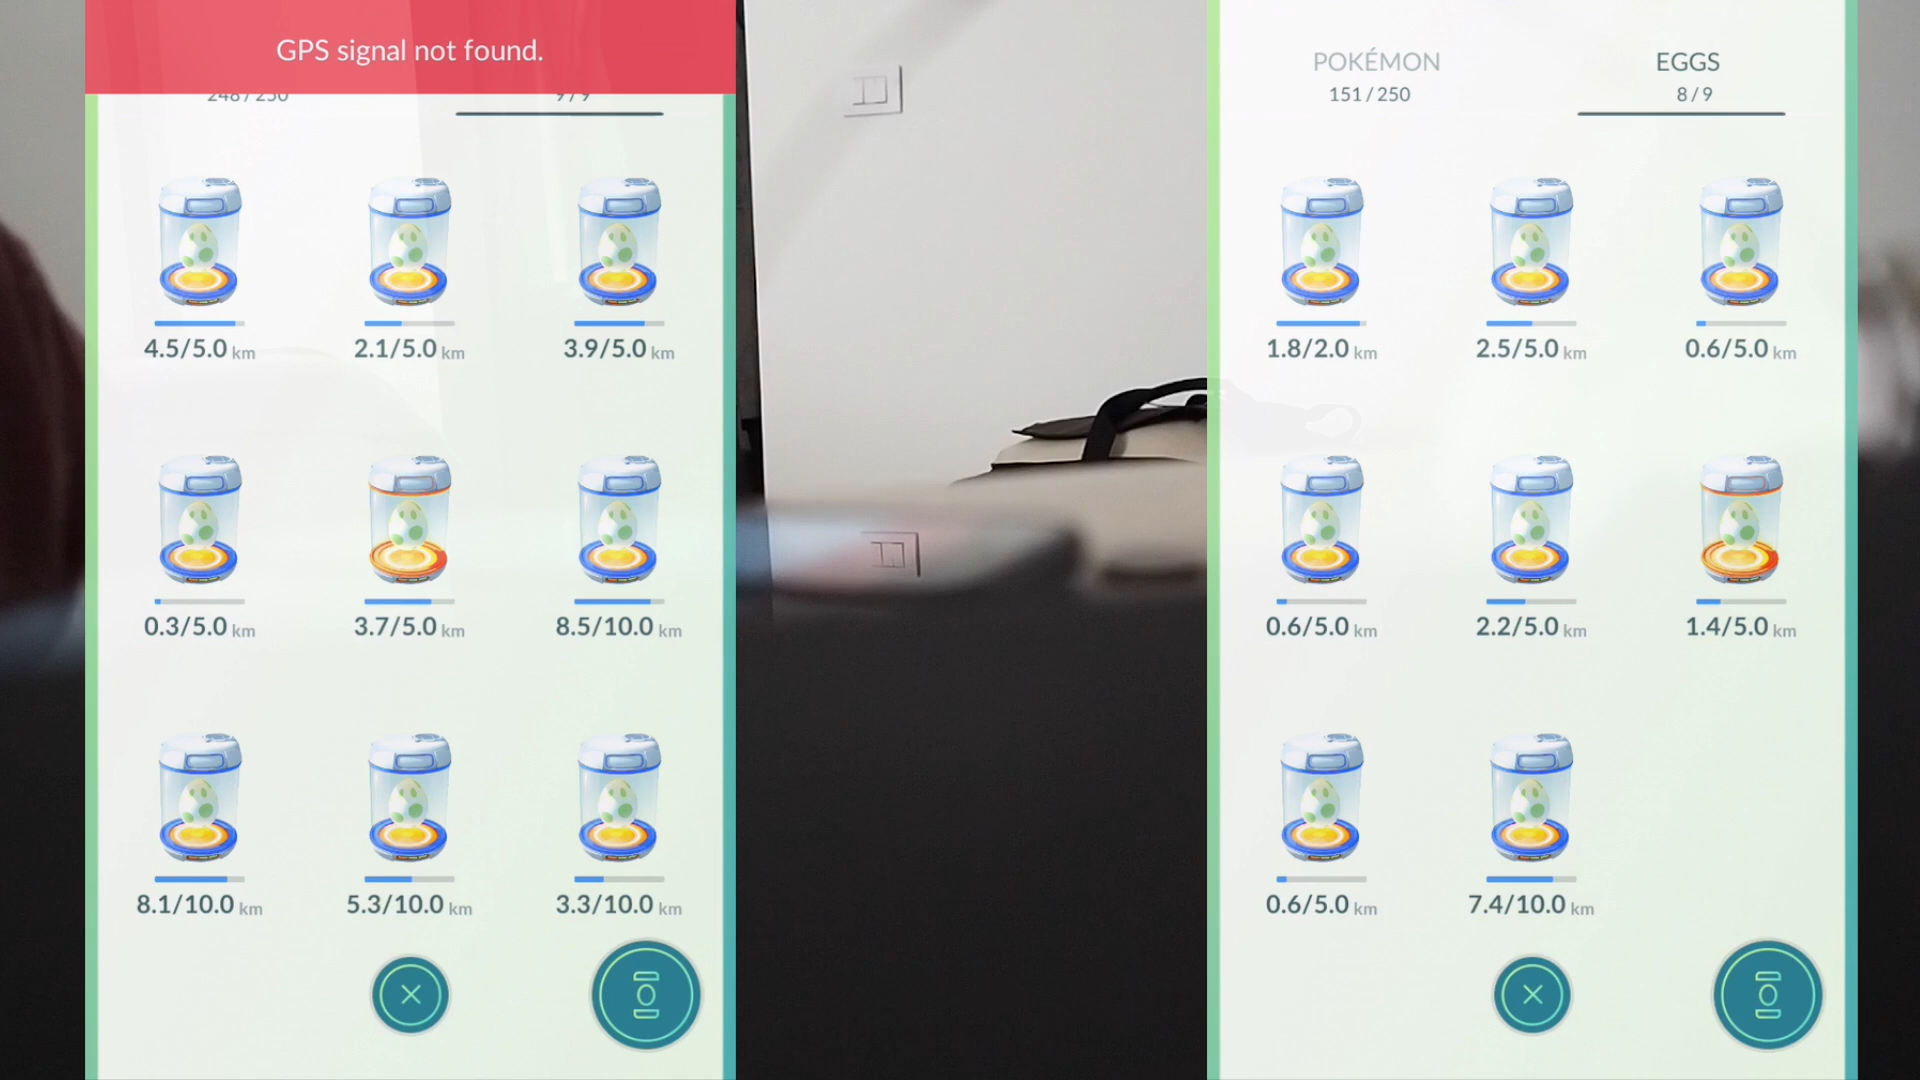 GPS signal not found.
248/250
9/9
4.5/5.0 km
2.1/5.0 km
3.9/5.0 km
0.3/5.0 km
3.7/5.0 km
8.5/10.0 km
8.1/10.0 km
5.3/10.0 km
3.3/10.0 km
POKÉMON
151/250
EGGS
8/9
1.8/2.0 km
2.5/5.0 km
0.6/5.0 km
0.6/5.0 km
2.2/5.0 km
1.4/5.0 km
0.6/5.0 km
7.4/10.0 km